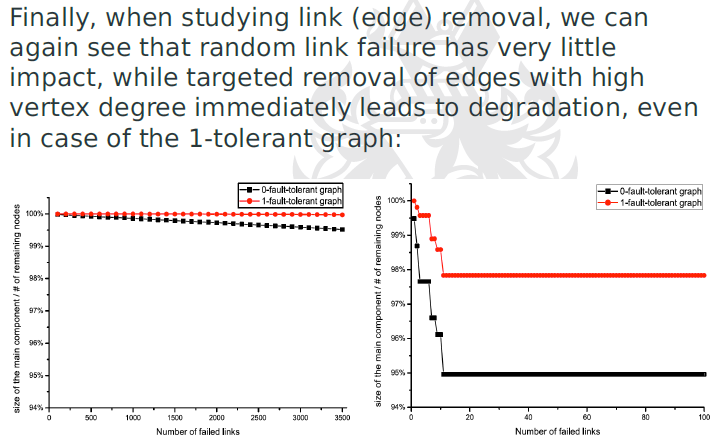 Finally, when studying link (edge) removal, we can
again see that random link failure has very little
impact, while targeted removal of edges with high
vertex degree immediately leads to degradation, even
in case of the 1-tolerant graph:
0-fault-tolerant graph
1-fault-tolerant graph
size of the main component / # of remaining nodes
100%
99%
98%
97%
96%
95%
94%
0 500 1000 1500 2000 2500 3000 3500
Number of failed links
0-fault-tolerant graph
1-fault-tolerant graph
size of the main component / # of remaining nodes
100%
99%
98%
97%
96%
95%
94%
0 20 40 60 80 100
Number of failed links